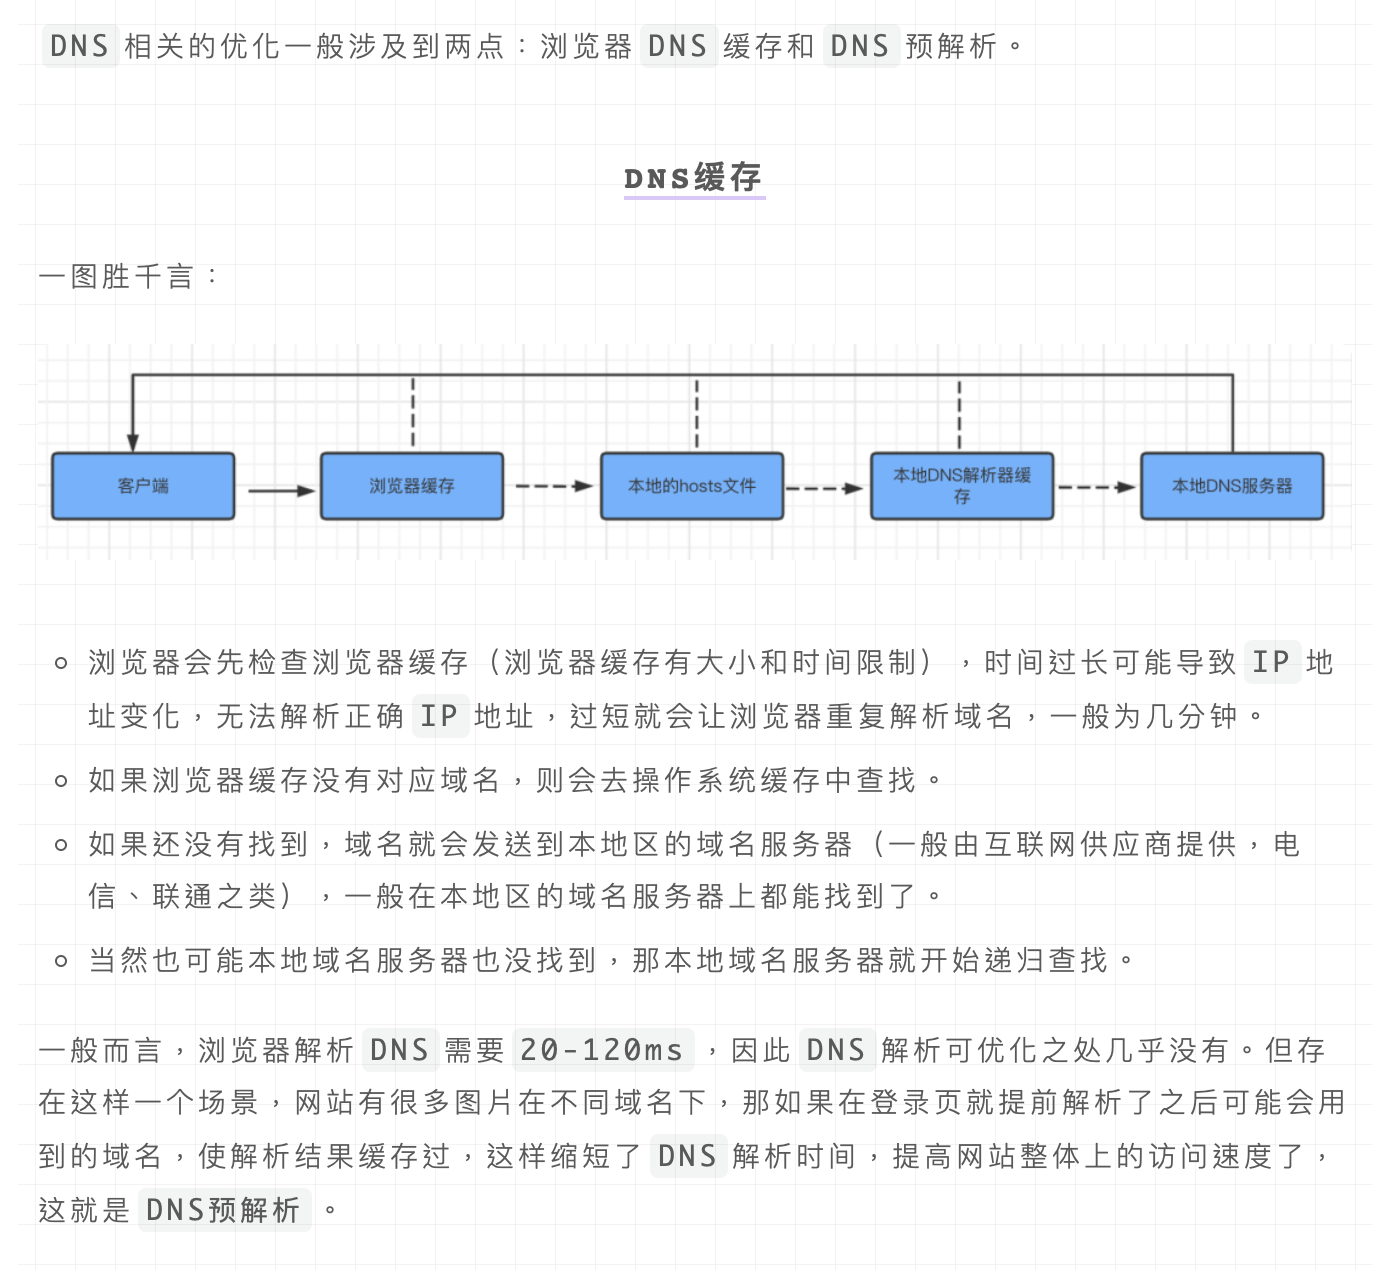 DNS 相关的优化一般涉及到两点：浏览器 DNS 缓存和 DNS 预解析。
DNS缓存
一图胜千言：
客户端
浏览器缓存
本地的hosts文件
本地DNS解析器缓
存
本地DNS服务器
浏览器会先检查浏览器缓存（浏览器缓存有大小和时间限制），时间过长可能导致 IP 地
址变化，无法解析正确 IP 地址，过短就会让浏览器重复解析域名，一般为几分钟。
如果浏览器缓存没有对应域名，则会去操作系统缓存中查找。
如果还没有找到，域名就会发送到本地区的域名服务器（一般由互联网供应商提供，电
信、联通之类），一般在本地区的域名服务器上都能找到了。
当然也可能本地域名服务器也没找到，那本地域名服务器就开始递归查找。
一般而言，浏览器解析 DNS 需要 20-120ms ，因此 DNS 解析可优化之处几乎没有。但存
在这样一个场景，网站有很多图片在不同域名下，那如果在登录页就提前解析了之后可能会用
到的域名，使解析结果缓存过，这样缩短了 DNS 解析时间，提高网站整体上的访问速度了，
这就是 DNS预解析 。